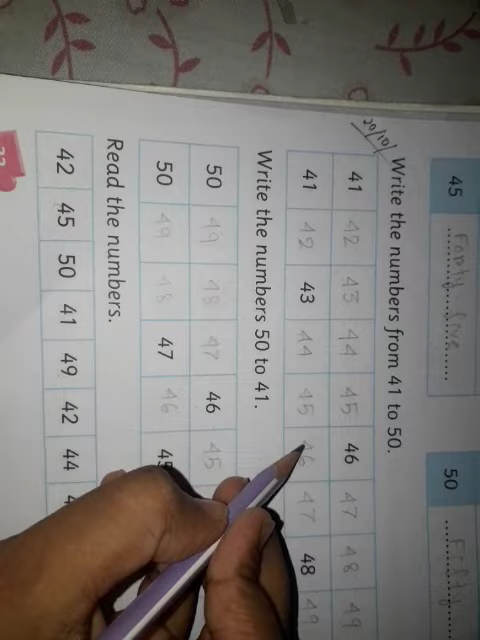 45 Forty five
50 Fifty
Write the numbers from 41 to 50.
41 42 43 44 45 46 47 48 49
41 42 43 44 45 46 47 48 49
Write the numbers 50 to 41.
50 49 48 47 46 45
50 49 48 47 46 45
Read the numbers.
42 45 50 41 49 42 44